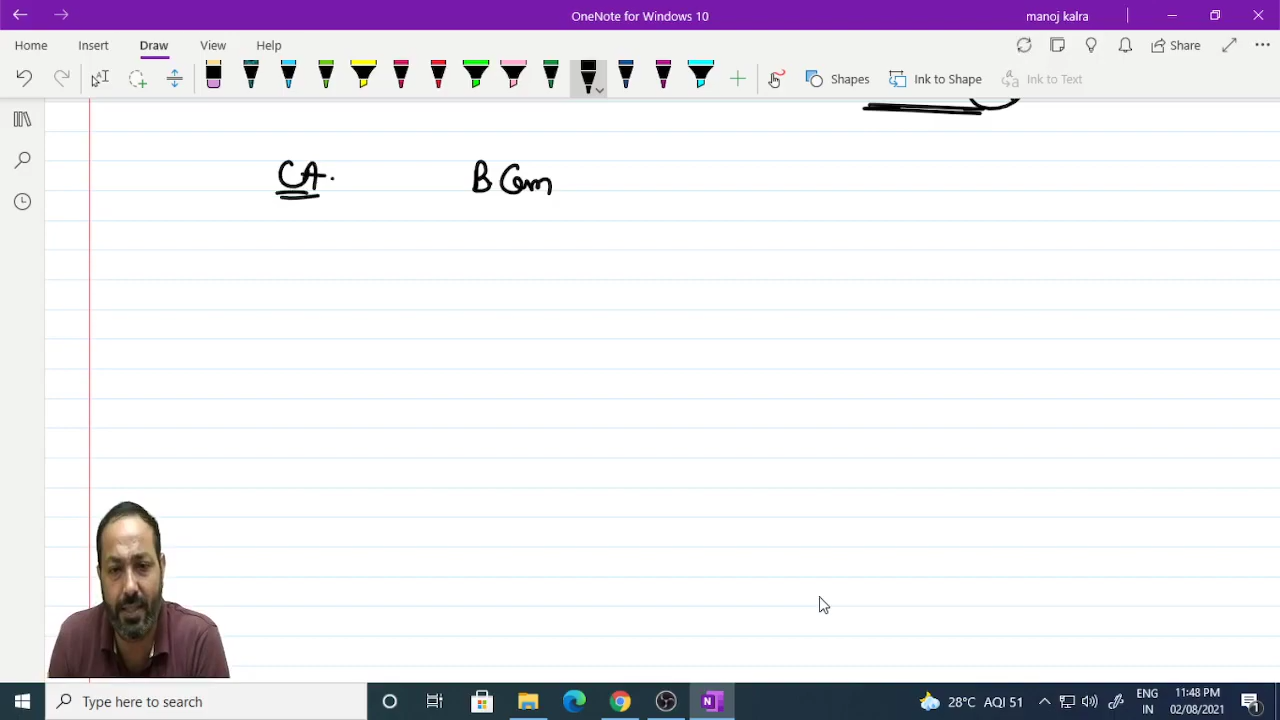 OneNote for Windows 10
manoj kalra
Home Insert Draw View Help
Share
Shapes Ink to Shape Ink to Text
CA. B Com
Type here to search
28°C AQI 51
ENG
IN
11:48 PM
02/08/2021
1